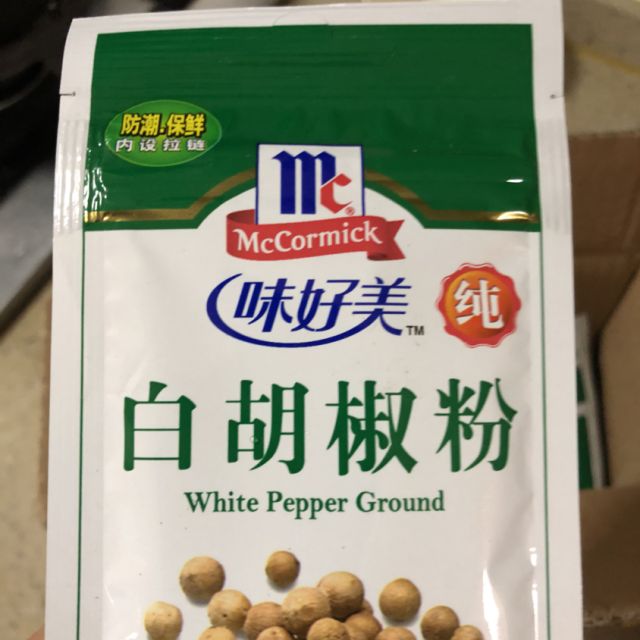 防潮.保鲜
内设拉链
Mc®
McCormick
味好美™
纯
白胡椒粉
White Pepper Ground